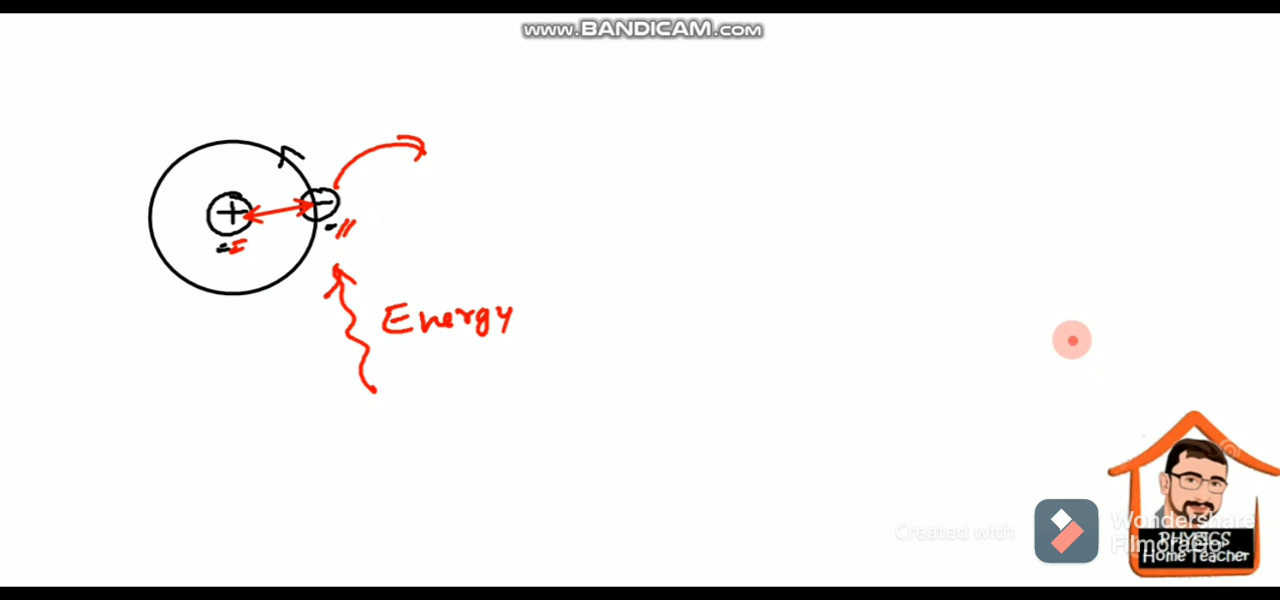 www.BANDICAM.com
+
−
Energy
Created with
Wondershare
Filmora
PHYSICS
Home Teacher